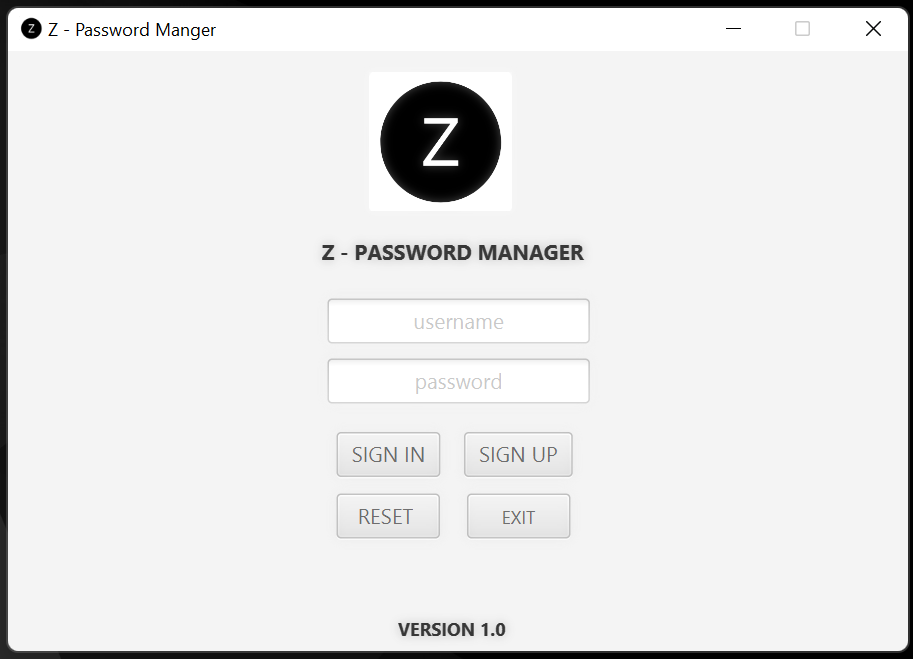 Z Z - Password Manger
Z
Z - PASSWORD MANAGER
username
password
SIGN IN SIGN UP
RESET EXIT
VERSION 1.0